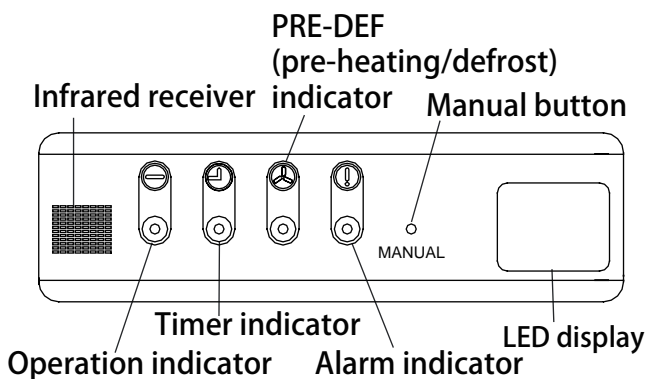 PRE-DEF
(pre-heating/defrost)
indicator
Infrared receiver
Manual button
MANUAL
Timer indicator
LED display
Operation indicator
Alarm indicator